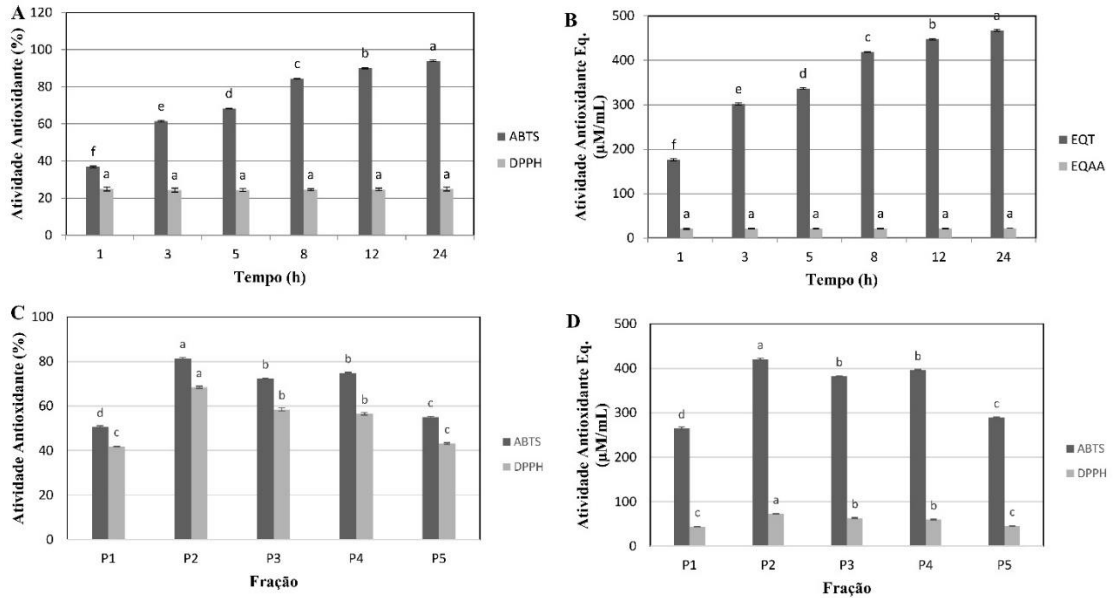 A
Atividade Antioxidante (%)
120
100
80
60
40
20
0
f
a
e
a
d
a
c
a
b
a
a
a
1 3 5 8 12 24
Tempo (h)
ABTS
DPPH
B
Atividade Antioxidante Eq.
(µM/mL)
500
400
300
200
100
0
f
a
e
a
d
a
c
a
b
a
a
a
1 3 5 8 12 24
Tempo (h)
EQT
EQAA
C
Atividade Antioxidante (%)
100
80
60
40
20
0
d
c
a
a
b
b
b
b
c
c
P1 P2 P3 P4 P5
Fração
ABTS
DPPH
D
Atividade Antioxidante Eq.
(µM/mL)
500
400
300
200
100
0
d
c
a
a
b
b
b
b
c
c
P1 P2 P3 P4 P5
Fração
ABTS
DPPH